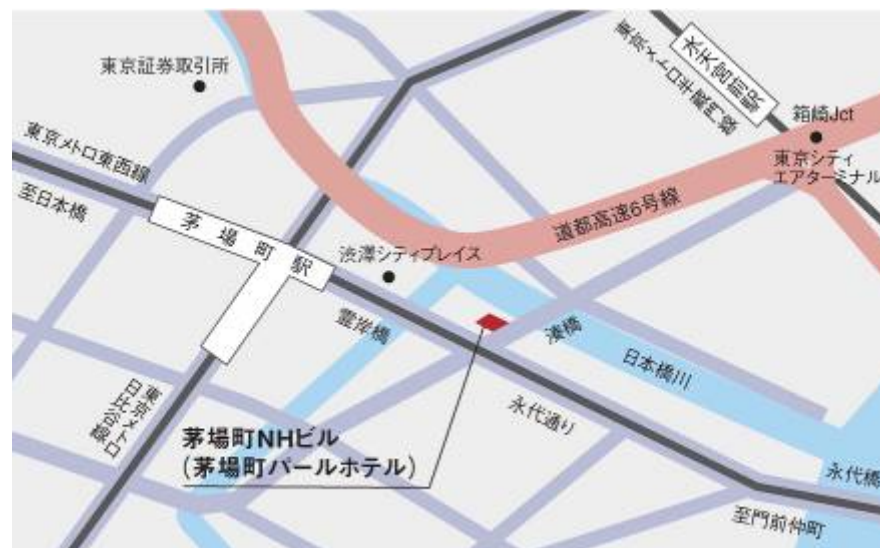 東京証券取引所
水天宮前駅
東京メトロ半蔵門線
箱崎Jct
東京シティ
エアターミナル
東京メトロ東西線
至日本橋
茅場町駅
渋澤シティプレイス
道都高速6号線
霊岸橋
湊橋
日本橋川
永代通り
東京メトロ
日比谷線
茅場町NHビル
(茅場町パールホテル)
永代橋
至門前仲町